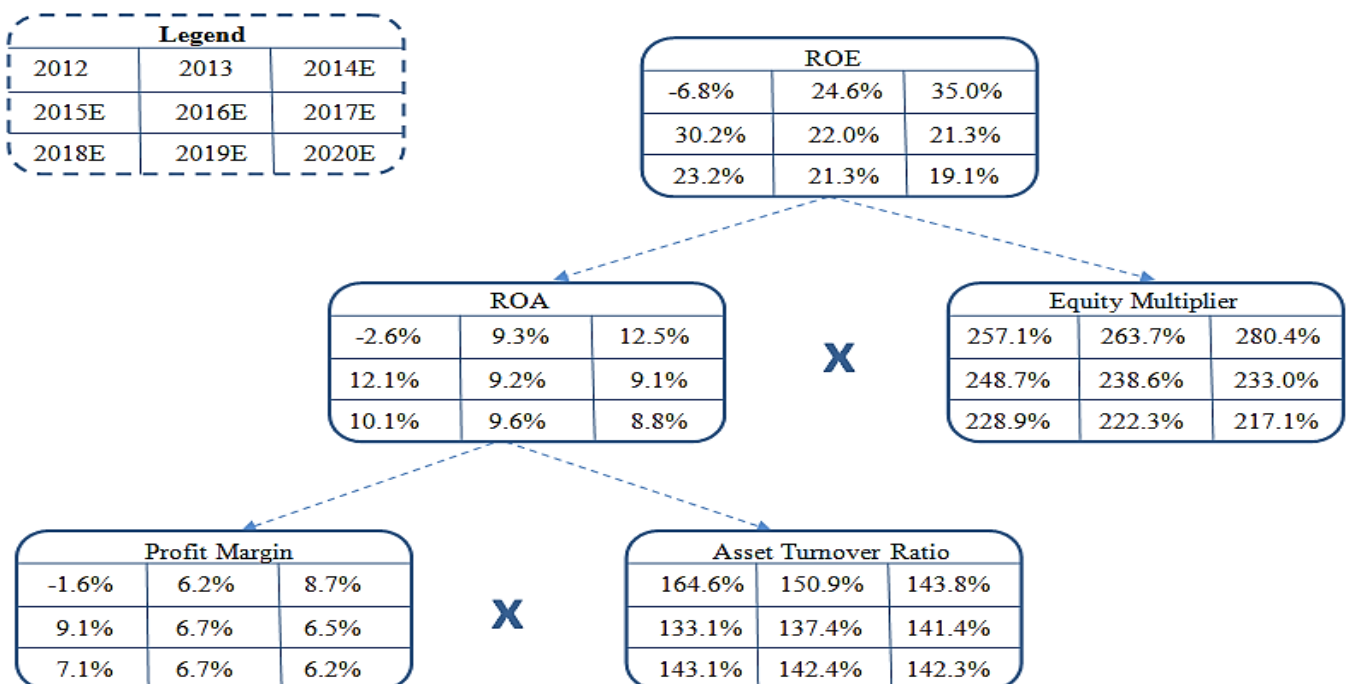 Legend
2012 2013 2014E
2015E 2016E 2017E
2018E 2019E 2020E
ROE
-6.8% 24.6% 35.0%
30.2% 22.0% 21.3%
23.2% 21.3% 19.1%
ROA
-2.6% 9.3% 12.5%
12.1% 9.2% 9.1%
10.1% 9.6% 8.8%
X
Equity Multiplier
257.1% 263.7% 280.4%
248.7% 238.6% 233.0%
228.9% 222.3% 217.1%
Profit Margin
-1.6% 6.2% 8.7%
9.1% 6.7% 6.5%
7.1% 6.7% 6.2%
X
Asset Turnover Ratio
164.6% 150.9% 143.8%
133.1% 137.4% 141.4%
143.1% 142.4% 142.3%